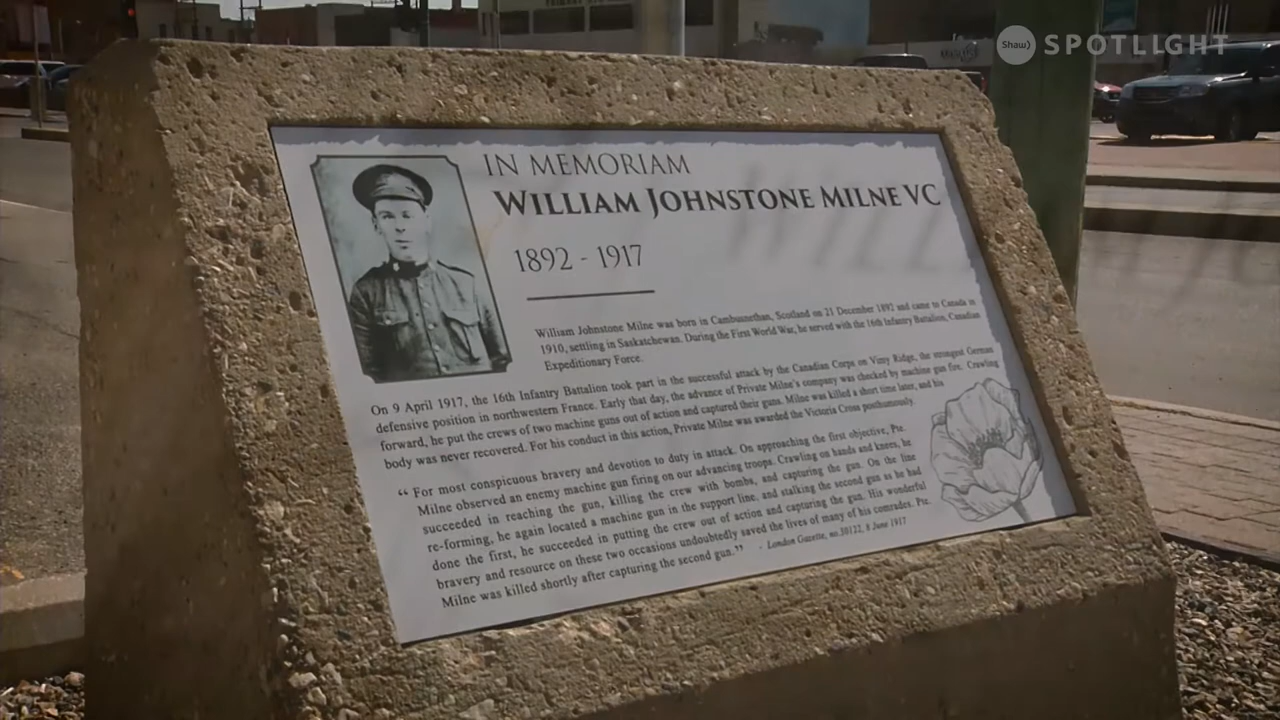 Shaw) SPOTLIGHT
IN MEMORIAM
WILLIAM JOHNSTONE MILNE VC
1892 - 1917
William Johnstone Milne was born in Cambusnethan, Scotland on 21 December 1892 and came to Canada in
1910, settling in Saskatchewan. During the First World War, he served with the 16th Infantry Battalion, Canadian
Expeditionary Force.
On 9 April 1917, the 16th Infantry Battalion took part in the successful attack by the Canadian Corps on Vimy Ridge, the strongest German
defensive position in northwestern France. Early that day, the advance of Private Milne's company was checked by machine gun fire. Crawling
forward, he put the crews of two machine guns out of action and captured their guns. Milne was killed a short time later, and his
body was never recovered. For his conduct in this action, Private Milne was awarded the Victoria Cross posthumously.
“ For most conspicuous bravery and devotion to duty in attack. On approaching the first objective, Pte.
Milne observed an enemy machine gun firing on our advancing troops. Crawling on hands and knees, he
succeeded in reaching the gun, killing the crew with bombs, and capturing the gun. On the line
re-forming, he again located a machine gun in the support line, and stalking the second gun as he had
done the first, he succeeded in putting the crew out of action and capturing the gun. His wonderful
bravery and resource on these two occasions undoubtedly saved the lives of many of his comrades. Pte.
Milne was killed shortly after capturing the second gun.” - London Gazette, no.30122, 8 June 1917